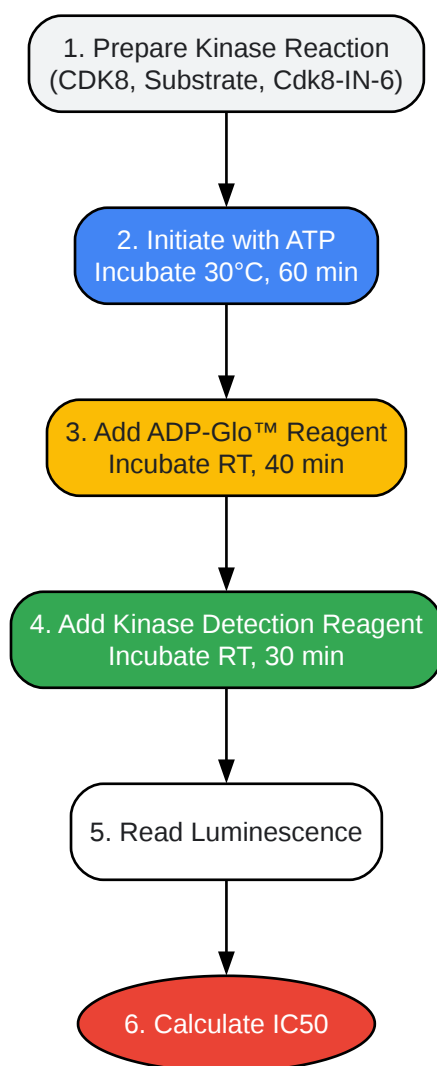 1. Prepare Kinase Reaction
(CDK8, Substrate, Cdk8-IN-6)
2. Initiate with ATP
Incubate 30°C, 60 min
3. Add ADP-Glo™ Reagent
Incubate RT, 40 min
4. Add Kinase Detection Reagent
Incubate RT, 30 min
5. Read Luminescence
6. Calculate IC50